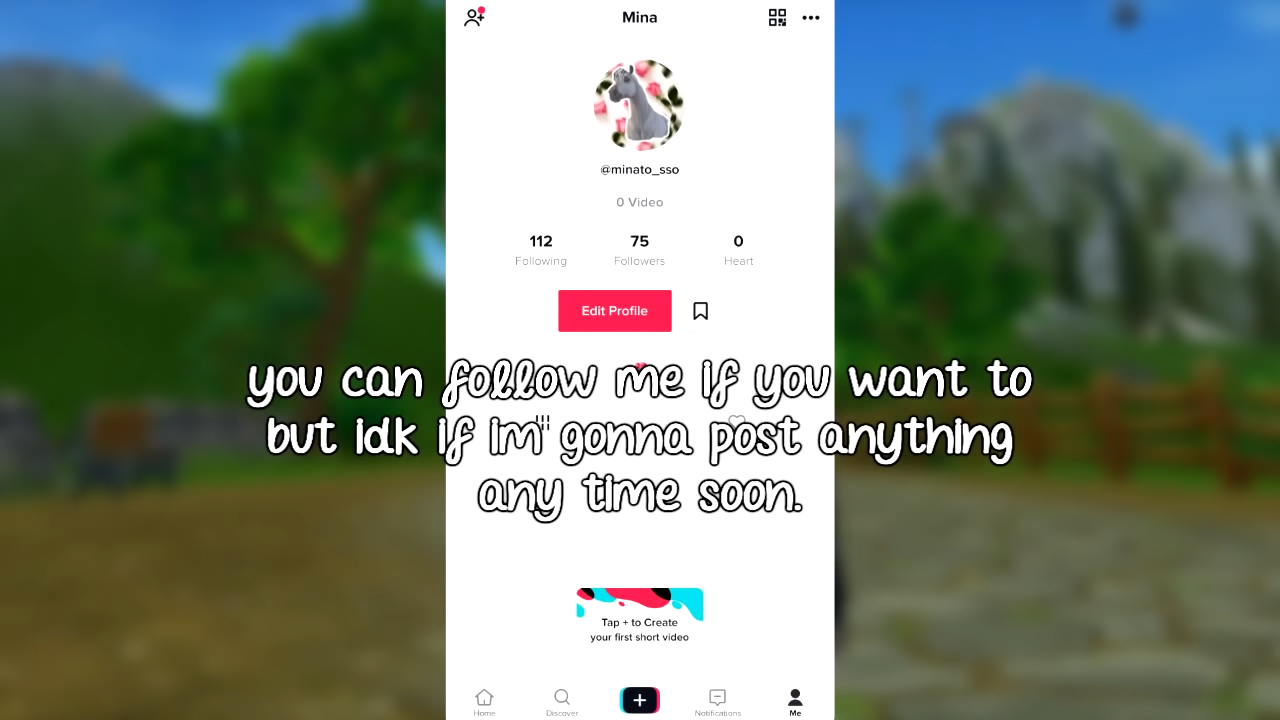 Mina
@minato_sso
0 Video
112 75 0
Following Followers Heart
Edit Profile
you can follow me if you want to
but idk if im gonna post anything
any time soon.
Tap + to Create
your first short video
Home Discover Notifications Me